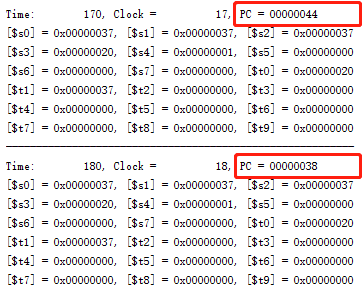 Time: 170, Clock = 17, PC = 00000044
[$s0] = 0x00000037, [$s1] = 0x00000037, [$s2] = 0x00000037
[$s3] = 0x00000020, [$s4] = 0x00000001, [$s5] = 0x00000000
[$s6] = 0x00000000, [$s7] = 0x00000000, [$t0] = 0x00000020
[$t1] = 0x00000037, [$t2] = 0x00000000, [$t3] = 0x00000000
[$t4] = 0x00000000, [$t5] = 0x00000000, [$t6] = 0x00000000
[$t7] = 0x00000000, [$t8] = 0x00000000, [$t9] = 0x00000000
Time: 180, Clock = 18, PC = 00000038
[$s0] = 0x00000037, [$s1] = 0x00000037, [$s2] = 0x00000037
[$s3] = 0x00000020, [$s4] = 0x00000001, [$s5] = 0x00000000
[$s6] = 0x00000000, [$s7] = 0x00000000, [$t0] = 0x00000020
[$t1] = 0x00000037, [$t2] = 0x00000000, [$t3] = 0x00000000
[$t4] = 0x00000000, [$t5] = 0x00000000, [$t6] = 0x00000000
[$t7] = 0x00000000, [$t8] = 0x00000000, [$t9] = 0x00000000